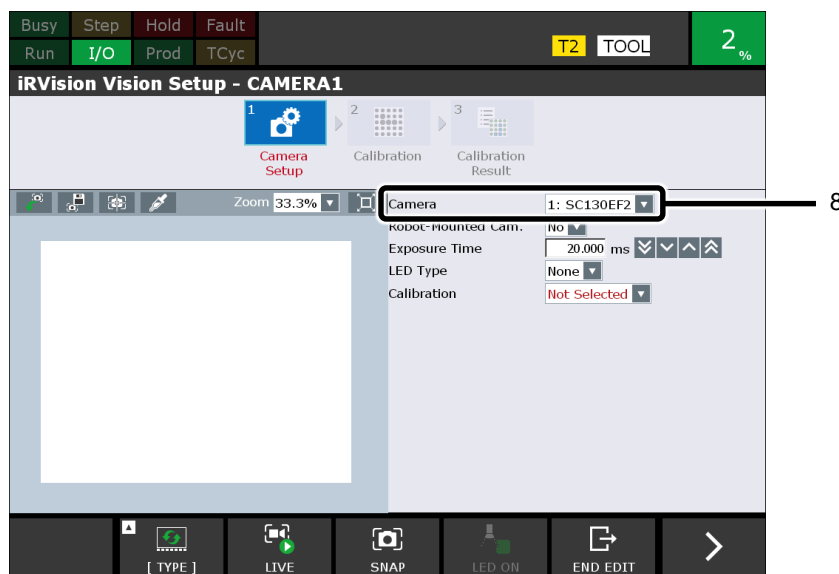 Busy Step Hold Fault
Run I/O Prod TCyc
T2 TOOL
2 %
iRVision Vision Setup - CAMERA1
1 2 3
Camera Setup
Calibration
Calibration Result
Zoom 33.3%
Camera 1: SC130EF2
8
Robot-Mounted Cam. No
Exposure Time 20.000 ms
LED Type None
Calibration Not Selected
[ TYPE ] LIVE SNAP LED ON END EDIT